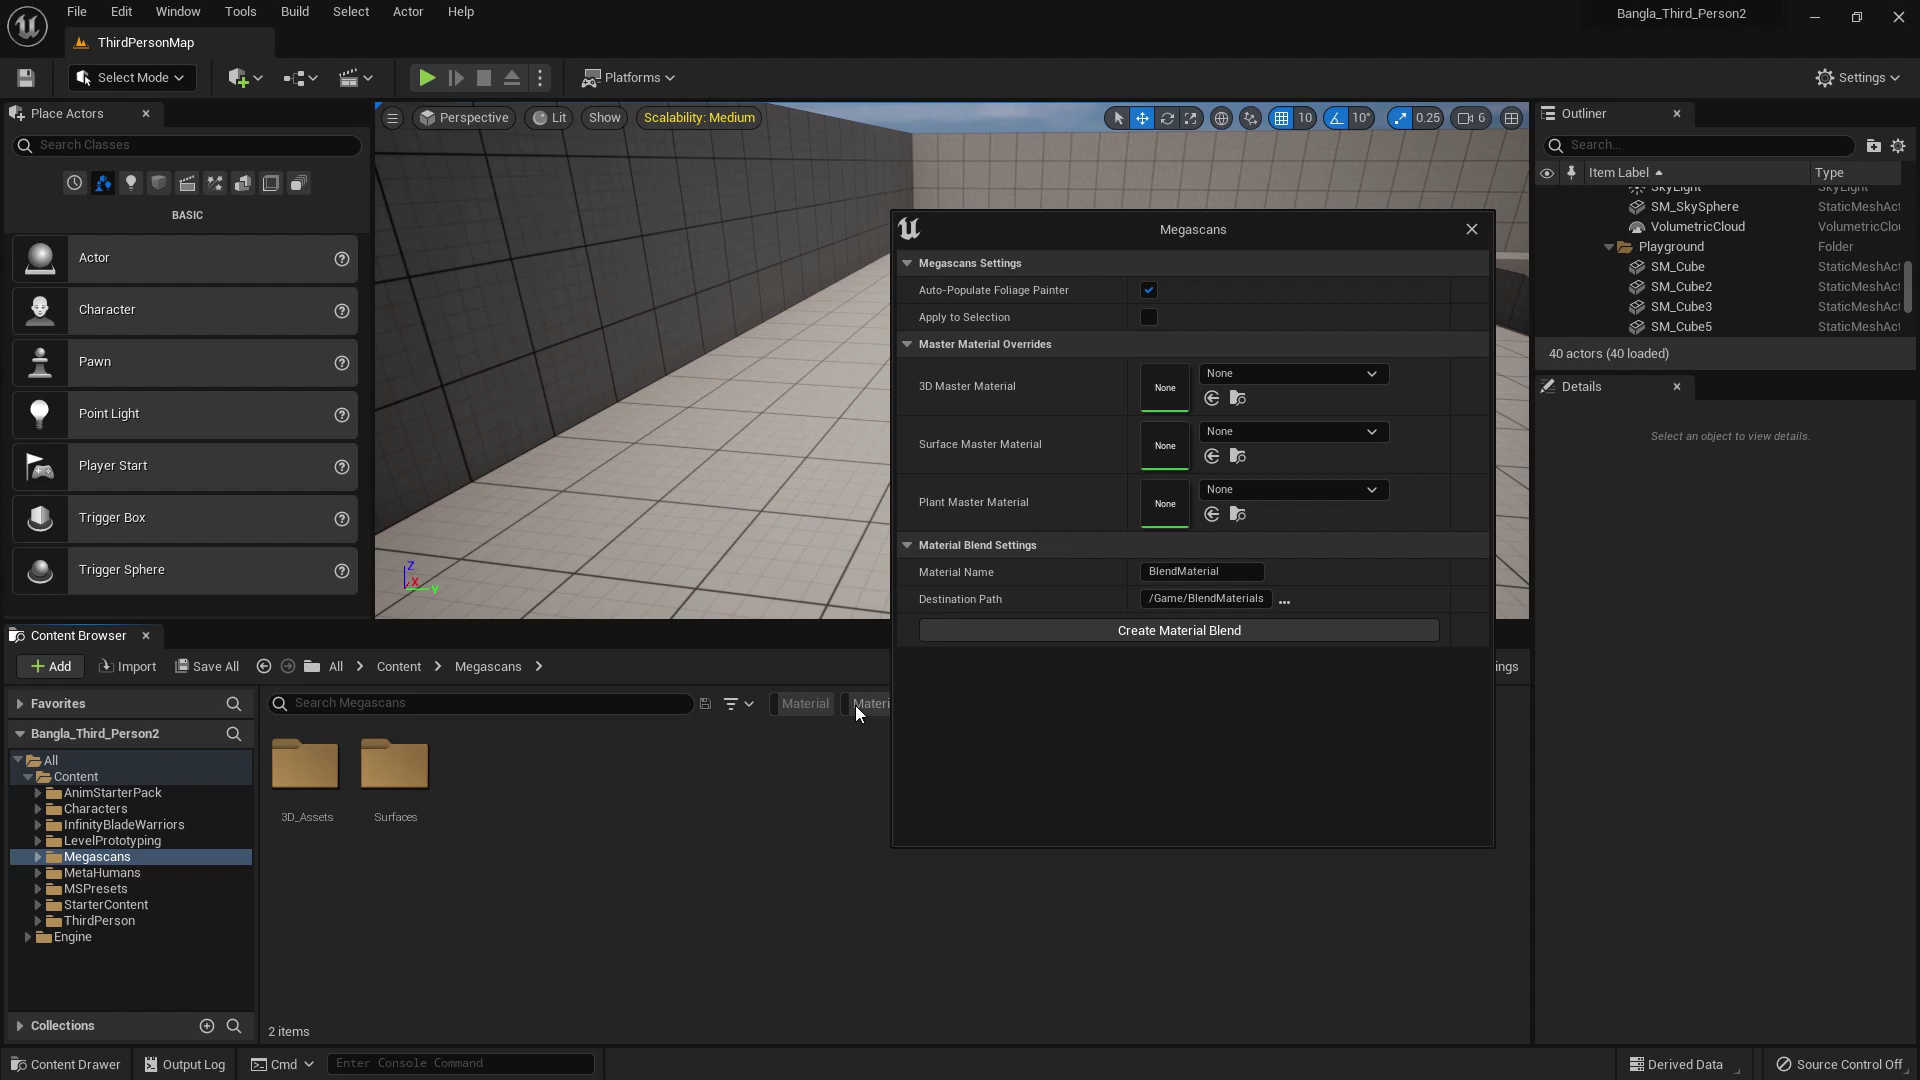 File Edit Window Tools Build Select Actor Help
Bangla_Third_Person2
ThirdPersonMap
Select Mode
Platforms
Settings
Place Actors
Search Classes
BASIC
Actor
Character
Pawn
Point Light
Player Start
Trigger Box
Trigger Sphere
Perspective Lit Show Scalability: Medium
10 10° 0.25 6
Z
X
Y
Outliner
Search...
Item Label Type
SkyLight SkyLight
SM_SkySphere StaticMeshAct
VolumetricCloud VolumetricClou
Playground Folder
SM_Cube StaticMeshAct
SM_Cube2 StaticMeshAct
SM_Cube3 StaticMeshAct
SM_Cube5 StaticMeshAct
40 actors (40 loaded)
Details
Select an object to view details.
Megascans
Megascans Settings
Auto-Populate Foliage Painter
Apply to Selection
Master Material Overrides
3D Master Material None None
Surface Master Material None None
Plant Master Material None None
Material Blend Settings
Material Name BlendMaterial
Destination Path /Game/BlendMaterials ...
Create Material Blend
Content Browser
Add Import Save All All Content Megascans
ings
Favorites
Search Megascans
Material Materi
Bangla_Third_Person2
All
Content
AnimStarterPack
Characters
InfinityBladeWarriors
LevelPrototyping
Megascans
MetaHumans
MSPresets
StarterContent
ThirdPerson
Engine
3D_Assets Surfaces
Collections
2 items
Content Drawer Output Log Cmd Enter Console Command
Derived Data Source Control Off